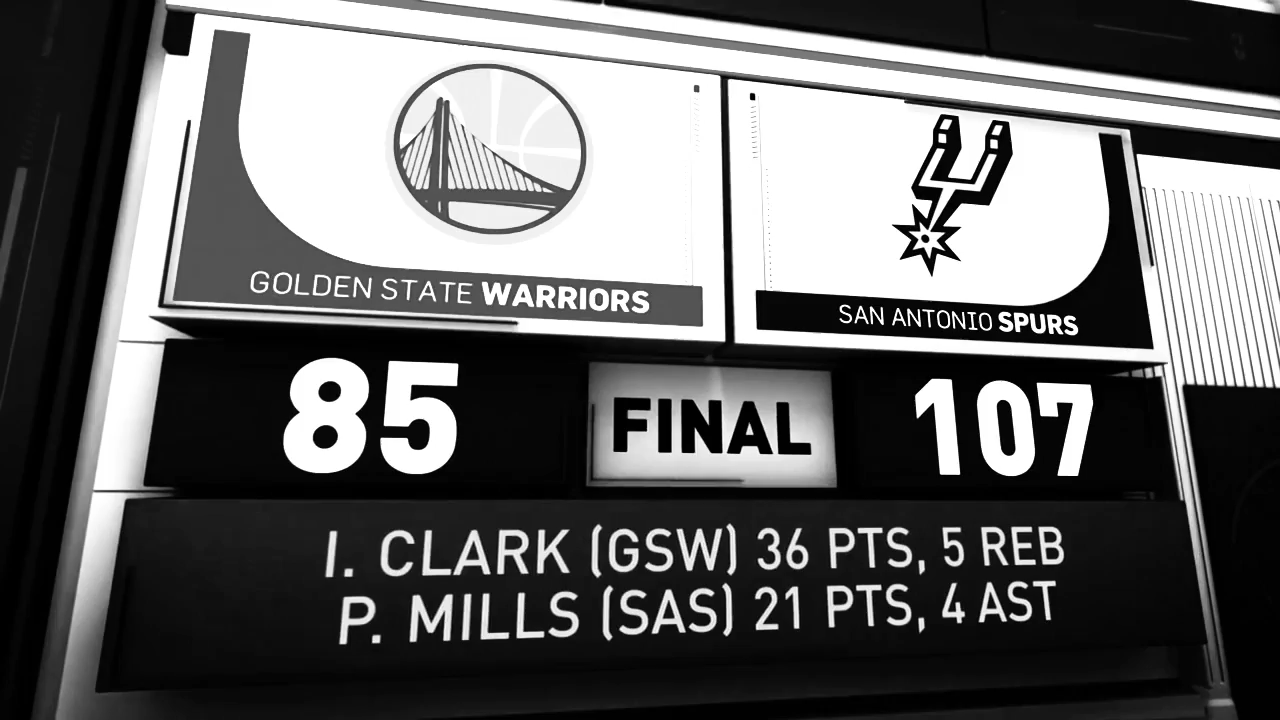 GOLDEN STATE WARRIORS
SAN ANTONIO SPURS
85 FINAL 107
I. CLARK (GSW) 36 PTS, 5 REB
P. MILLS (SAS) 21 PTS, 4 AST